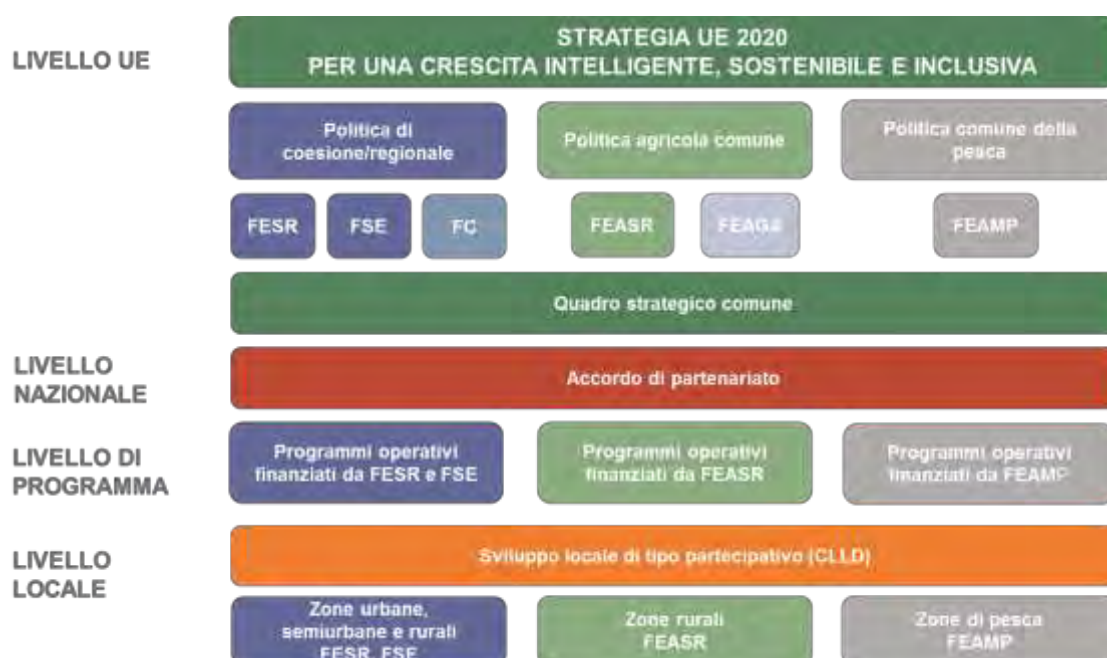 LIVELLO UE
STRATEGIA UE 2020
PER UNA CRESCITA INTELLIGENTE, SOSTENIBILE E INCLUSIVA
Politica di
coesione/regionale
Politica agricola comune
Politica comune della
pesca
FESR
FSE
FC
FEASR
FEAGA
FEAMP
Quadro strategico comune
LIVELLO
NAZIONALE
Accordo di partenariato
LIVELLO DI
PROGRAMMA
Programmi operativi
finanziati da FESR e FSE
Programmi operativi
finanziati da FEASR
Programmi operativi
finanziati da FEAMP
LIVELLO
LOCALE
Sviluppo locale di tipo partecipativo (CLLD)
Zone urbane,
semiurbane e rurali
FESR, FSE
Zone rurali
FEASR
Zone di pesca
FEAMP